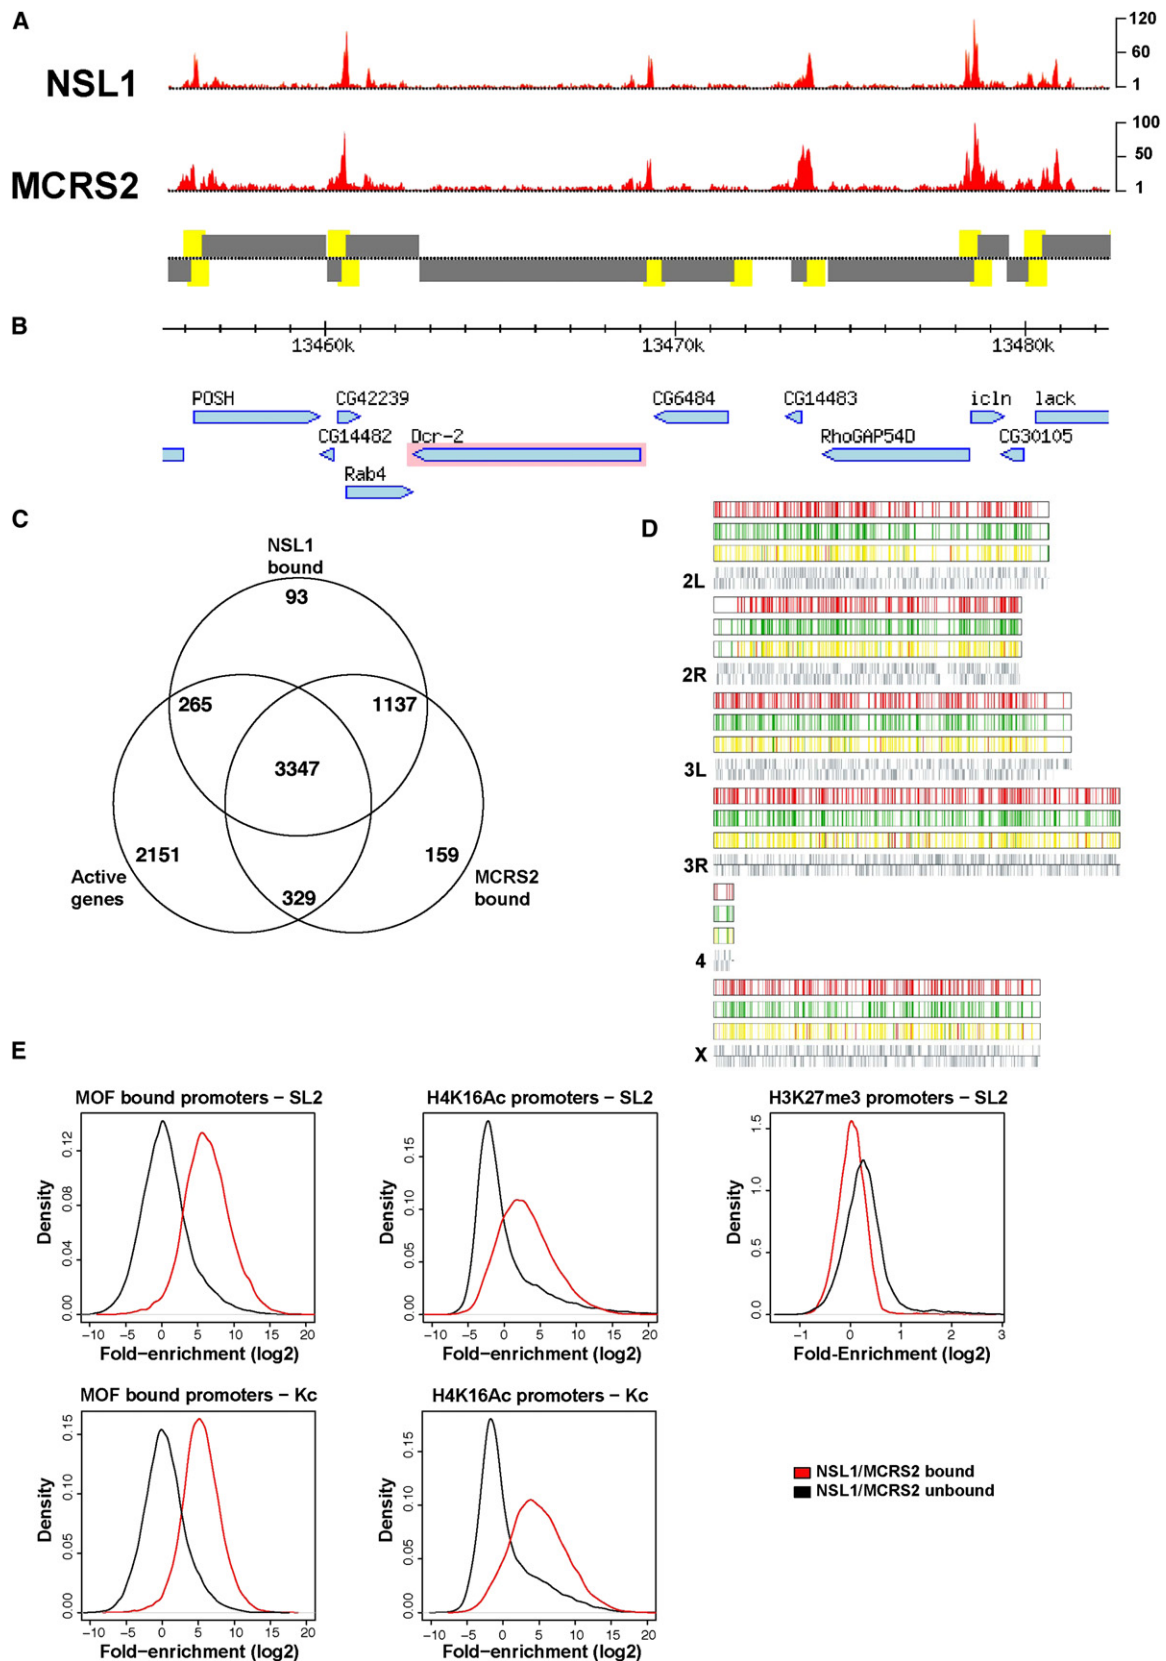 A
NSL1
120
60
1
MCRS2
100
50
1
B
13460k 13470k 13480k
POSH CG42239 CG6484 CG14483 icln lack
CG14482 Dcr-2 RhoGAP54D CG30105
Rab4
C
NSL1
bound
93
265 1137
3347
2151 159
Active
genes
329
MCRS2
bound
D
2L
2R
3L
3R
4
X
E
MOF bound promoters – SL2
Density
0.00 0.04 0.08 0.12
−10 −5 0 5 10 15 20
Fold−enrichment (log2)
H4K16Ac promoters – SL2
Density
0.00 0.05 0.10 0.15
−10 −5 0 5 10 15 20
Fold−enrichment (log2)
H3K27me3 promoters – SL2
Density
0.0 0.5 1.0 1.5
−1 0 1 2 3
Fold-Enrichment (log2)
MOF bound promoters – Kc
Density
0.00 0.05 0.10 0.15
−10 −5 0 5 10 15 20
Fold−enrichment (log2)
H4K16Ac promoters – Kc
Density
0.00 0.05 0.10 0.15
−10 −5 0 5 10 15 20
Fold−enrichment (log2)
NSL1/MCRS2 bound
NSL1/MCRS2 unbound